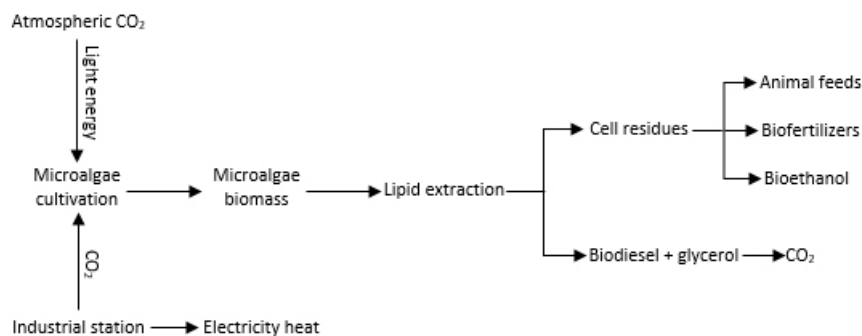 Atmospheric CO₂
Light energy
Animal feeds
Cell residues
Biofertilizers
Microalgae
cultivation
Microalgae
biomass
Lipid extraction
Bioethanol
CO₂
Biodiesel + glycerol
CO₂
Industrial station
Electricity heat